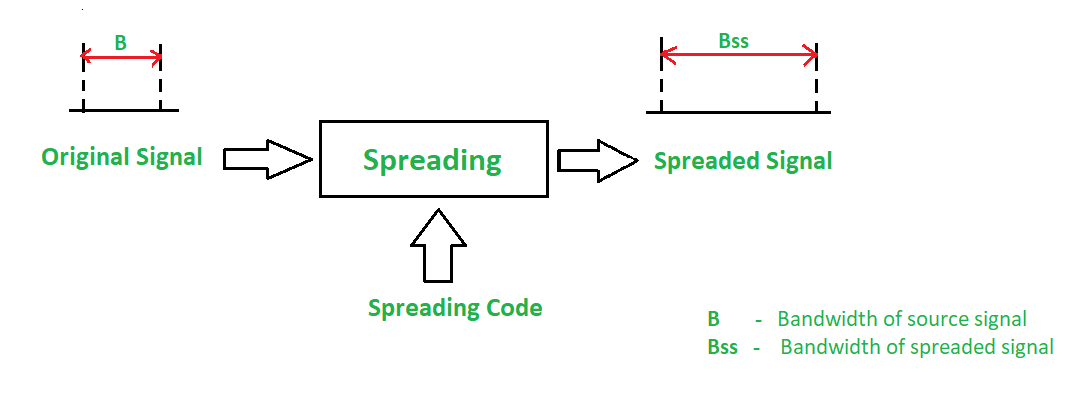 B
Bss
Original Signal
Spreading
Spreaded Signal
Spreading Code
B - Bandwidth of source signal
Bss - Bandwidth of spreaded signal